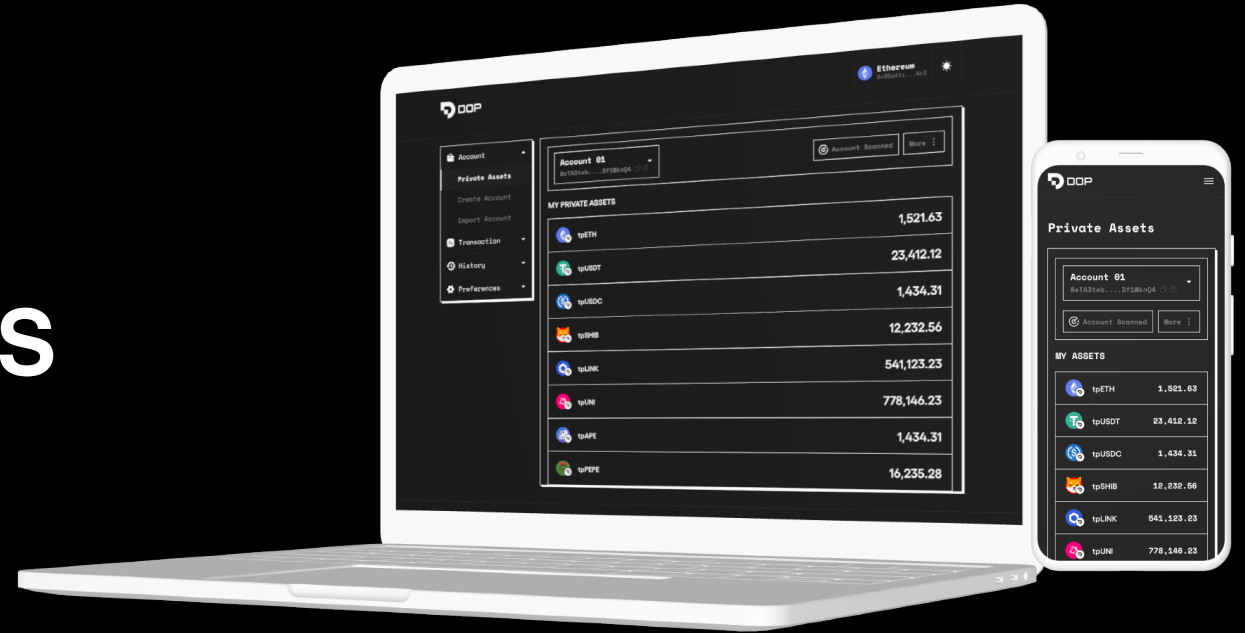 s
DOP
Ethereum
Account
Private Assets
Create Account
Import Account
Transaction
History
Preferences
Account 01
Account Scanned
More
MY PRIVATE ASSETS
tpETH 1,521.63
tpUSDT 23,412.12
tpUSDC 1,434.31
tpSHIB 12,232.56
tpLINK 541,123.23
tpUNI 778,146.23
tpAPE 1,434.31
tpPEPE 16,235.28
DOP
Private Assets
Account 01
Account Scanned
More
MY ASSETS
tpETH 1,521.63
tpUSDT 23,412.12
tpUSDC 1,434.31
tpSHIB 12,232.56
tpLINK 541,123.23
tpUNI 778,146.23